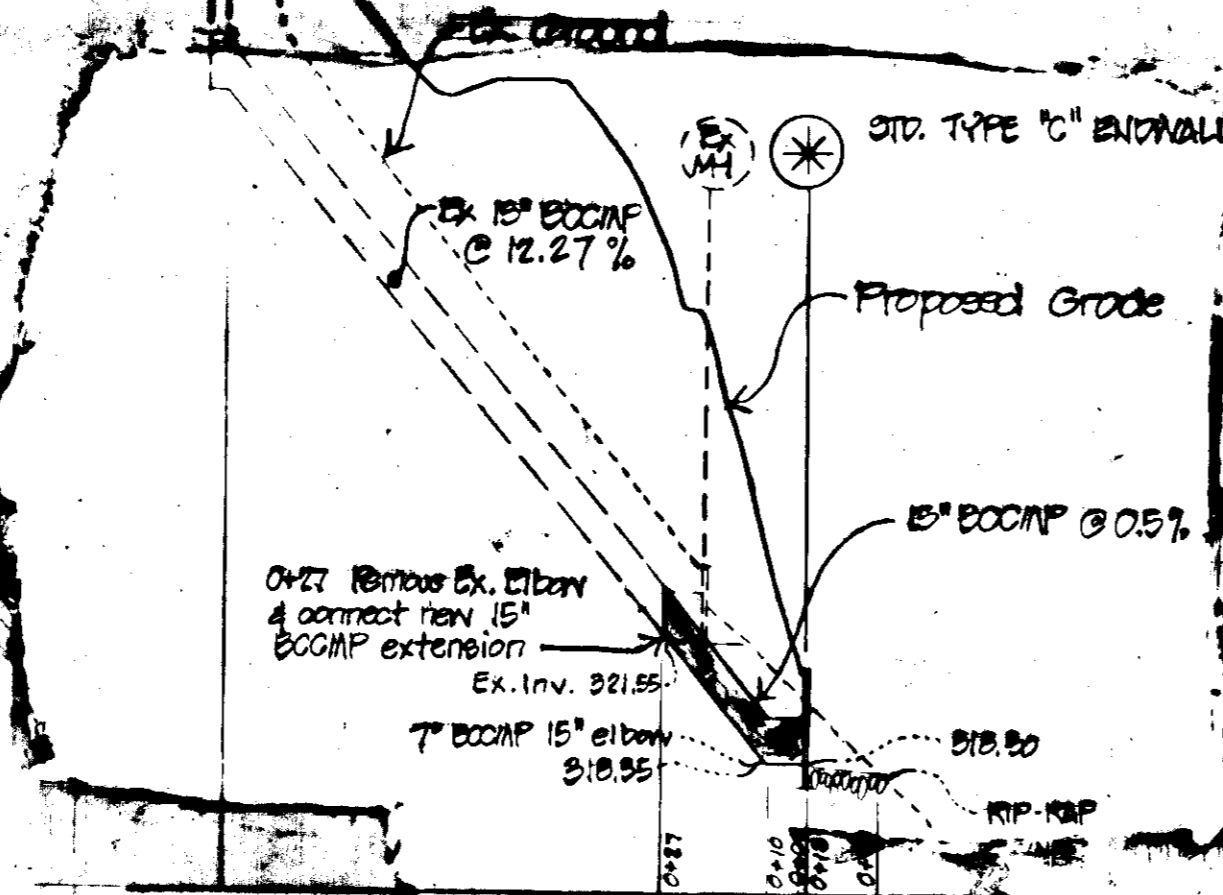 Ex Ground
Ex
MH
STD. TYPE "C" ENDWALL
Ex 15" BCCMP
@ 12.27 %
Proposed Grade
15" BCCMP @ 0.5%
0+27 Remove Ex. Elbow
& connect new 15"
BCCMP extension
Ex. Inv. 321.55
7° BCCMP 15" elbow
318.35
318.30
RIP-RAP
0+27
0+10
0+18